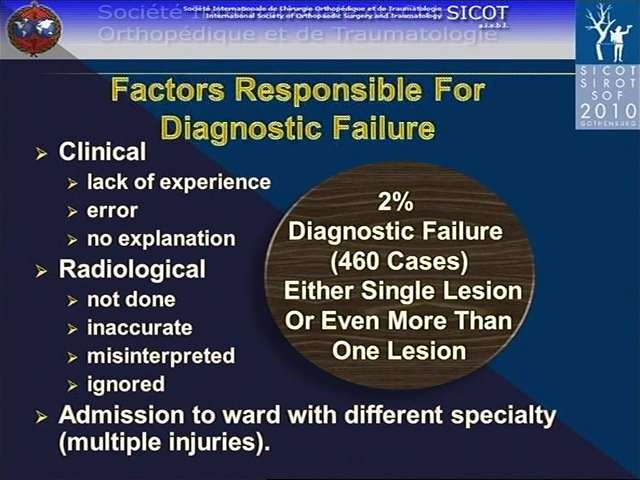 Société Internationale de Chirurgie Orthopédique et de Traumatologie
International Society of Orthopaedic Surgery and Traumatology
SICOT
a.i.s.b.l.
Société Inter
Orthopédique et de Traumatologie
SICOT
SIROT
SOF
2010
GOTHENBURG
Factors Responsible For
Diagnostic Failure
Clinical
lack of experience
error
no explanation
Radiological
not done
inaccurate
misinterpreted
ignored
Admission to ward with different specialty
(multiple injuries).
2%
Diagnostic Failure
(460 Cases)
Either Single Lesion
Or Even More Than
One Lesion